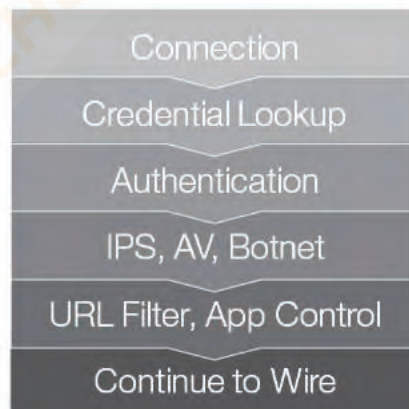 Connection
Credential Lookup
Authentication
IPS, AV, Botnet
URL Filter, App Control
Continue to Wire